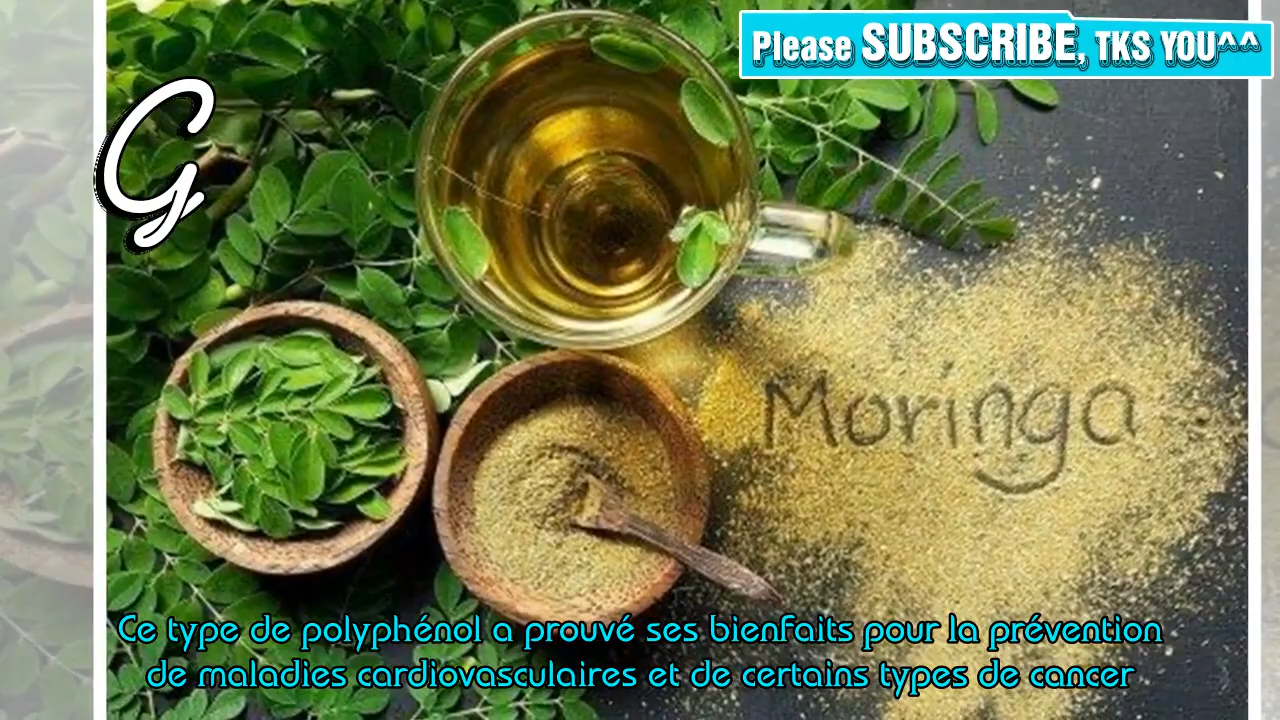 Please SUBSCRIBE, TKS YOU^^
G
Moringa
Ce type de polyphénol a prouvé ses bienfaits pour la prévention
de maladies cardiovasculaires et de certains types de cancer